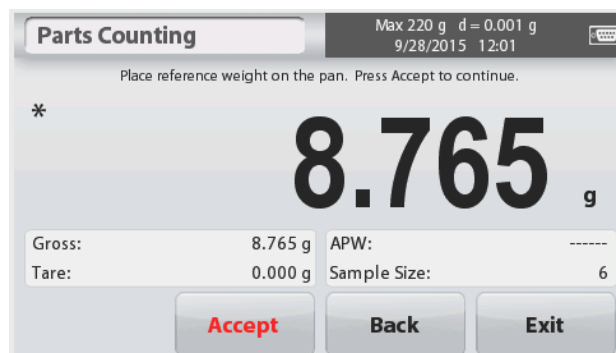 Parts Counting
Max 220 g d = 0.001 g
9/28/2015 12:01
Place reference weight on the pan. Press Accept to continue.
*
8.765 g
Gross: 8.765 g APW: ------
Tare: 0.000 g Sample Size: 6
Accept Back Exit